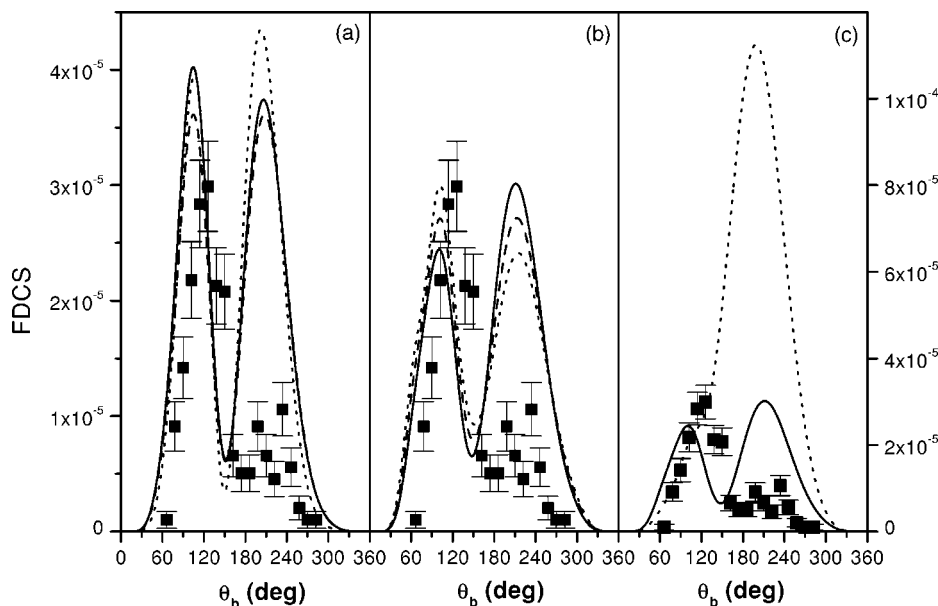 (a)
(b)
(c)
4x10⁻⁵
3x10⁻⁵
2x10⁻⁵
1x10⁻⁵
0
FDCS
1x10⁻⁴
8x10⁻⁵
6x10⁻⁵
4x10⁻⁵
2x10⁻⁵
0
0 60 120 180 240 300 360 60 120 180 240 300 360 60 120 180 240 300 360
θb (deg)
θb (deg)
θb (deg)